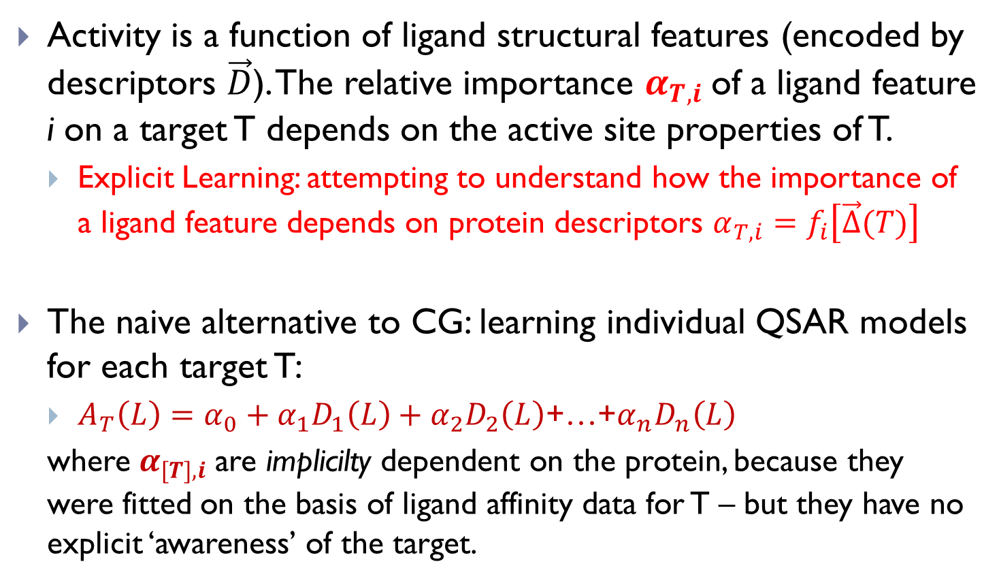 Activity is a function of ligand structural features (encoded by
descriptors $\vec{D}$). The relative importance $\alpha_{T,i}$ of a ligand feature
i on a target T depends on the active site properties of T.
Explicit Learning: attempting to understand how the importance of
a ligand feature depends on protein descriptors $\alpha_{T,i} = f_i[\vec{\Delta}(T)]$
The naive alternative to CG: learning individual QSAR models
for each target T:
$A_T(L) = \alpha_0 + \alpha_1 D_1(L) + \alpha_2 D_2(L) + \ldots + \alpha_n D_n(L)$
where $\alpha_{[T],i}$ are implicilty dependent on the protein, because they
were fitted on the basis of ligand affinity data for T – but they have no
explicit ‘awareness’ of the target.